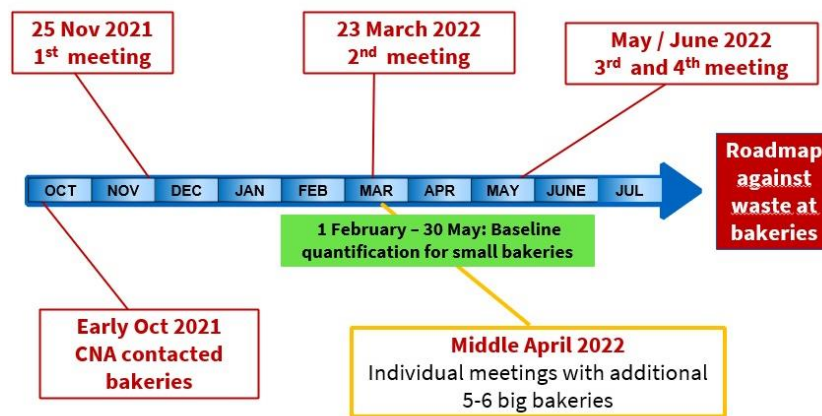 25 Nov 2021
1st meeting
23 March 2022
2nd meeting
May / June 2022
3rd and 4th meeting
OCT NOV DEC JAN FEB MAR APR MAY JUNE JUL
Roadmap
against
waste at
bakeries
1 February – 30 May: Baseline
quantification for small bakeries
Early Oct 2021
CNA contacted
bakeries
Middle April 2022
Individual meetings with additional
5-6 big bakeries